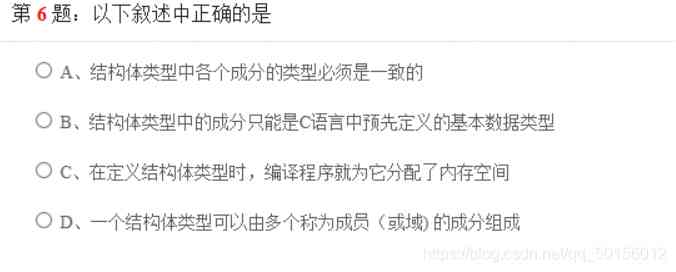 第 6 题：以下叙述中正确的是
A、结构体类型中各个成分的类型必须是一致的
B、结构体类型中的成分只能是C语言中预先定义的基本数据类型
C、在定义结构体类型时，编译程序就为它分配了内存空间
D、一个结构体类型可以由多个称为成员（或域)的成分组成
https://blog.csdn.net/qq_50156012